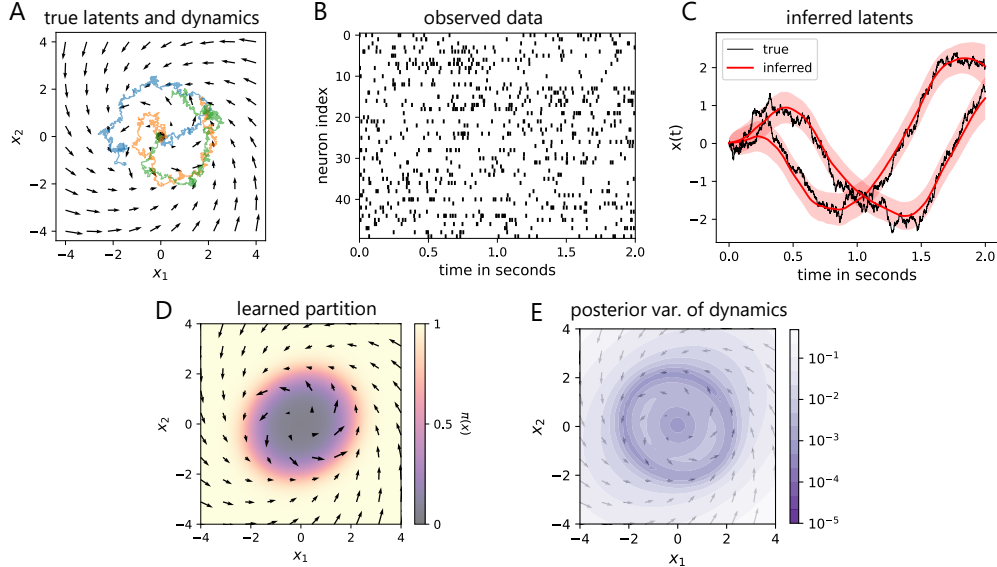 A
true latents and dynamics
4
2
0
−2
−4
x₂
−4 −2 0 2 4
x₁
B
observed data
0
10
20
30
40
neuron index
0.0 0.5 1.0 1.5 2.0
time in seconds
C
inferred latents
true
inferred
2
1
0
−1
−2
x(t)
0.0 0.5 1.0 1.5 2.0
time in seconds
D
learned partition
4
2
0
−2
−4
x₂
−4 −2 0 2 4
x₁
1
0.5
0
π(x)
E
posterior var. of dynamics
4
2
0
−2
−4
x₂
−4 −2 0 2 4
x₁
10⁻¹
10⁻²
10⁻³
10⁻⁴
10⁻⁵